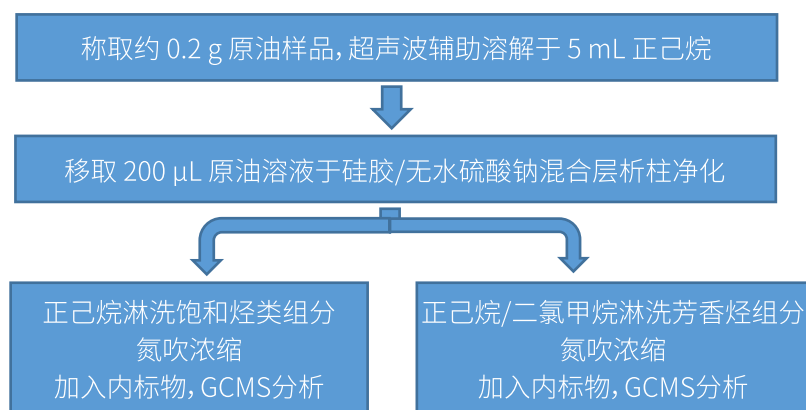 称取约 0.2 g 原油样品，超声波辅助溶解于 5 mL 正己烷
移取 200 µL 原油溶液于硅胶/无水硫酸钠混合层析柱净化
正己烷淋洗饱和烃类组分
氮吹浓缩
加入内标物，GCMS分析
正己烷/二氯甲烷淋洗芳香烃组分
氮吹浓缩
加入内标物，GCMS分析